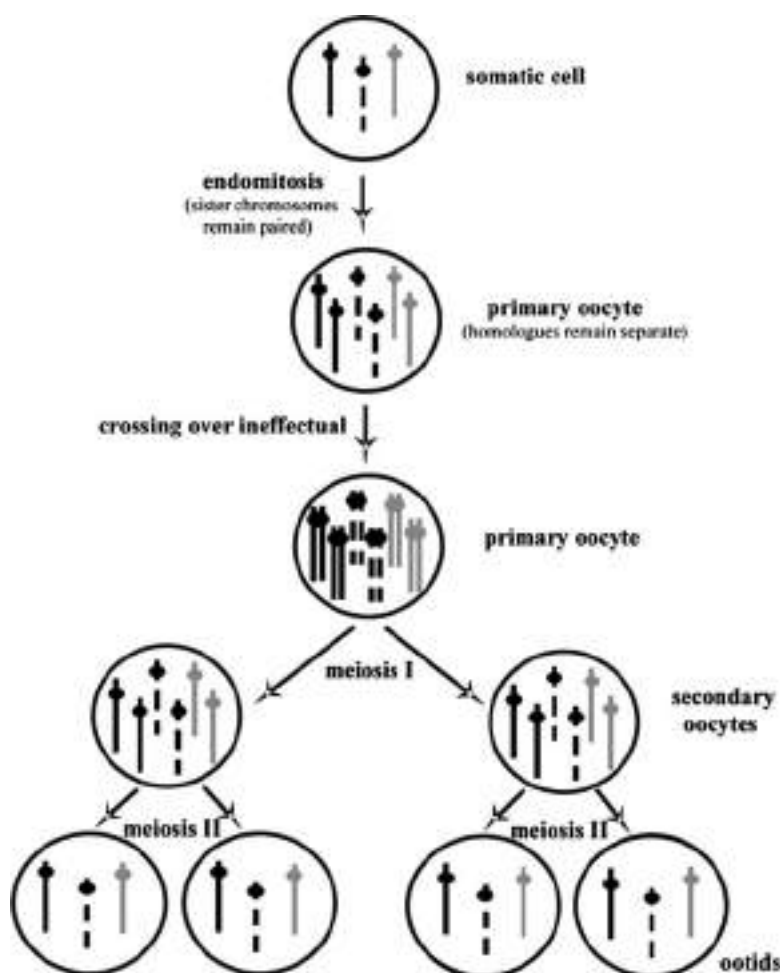 somatic cell
endomitosis
(sister chromosomes
remain paired)
primary oocyte
(homologues remain separate)
crossing over ineffectual
primary oocyte
meiosis I
secondary
oocytes
meiosis II
meiosis II
ootids